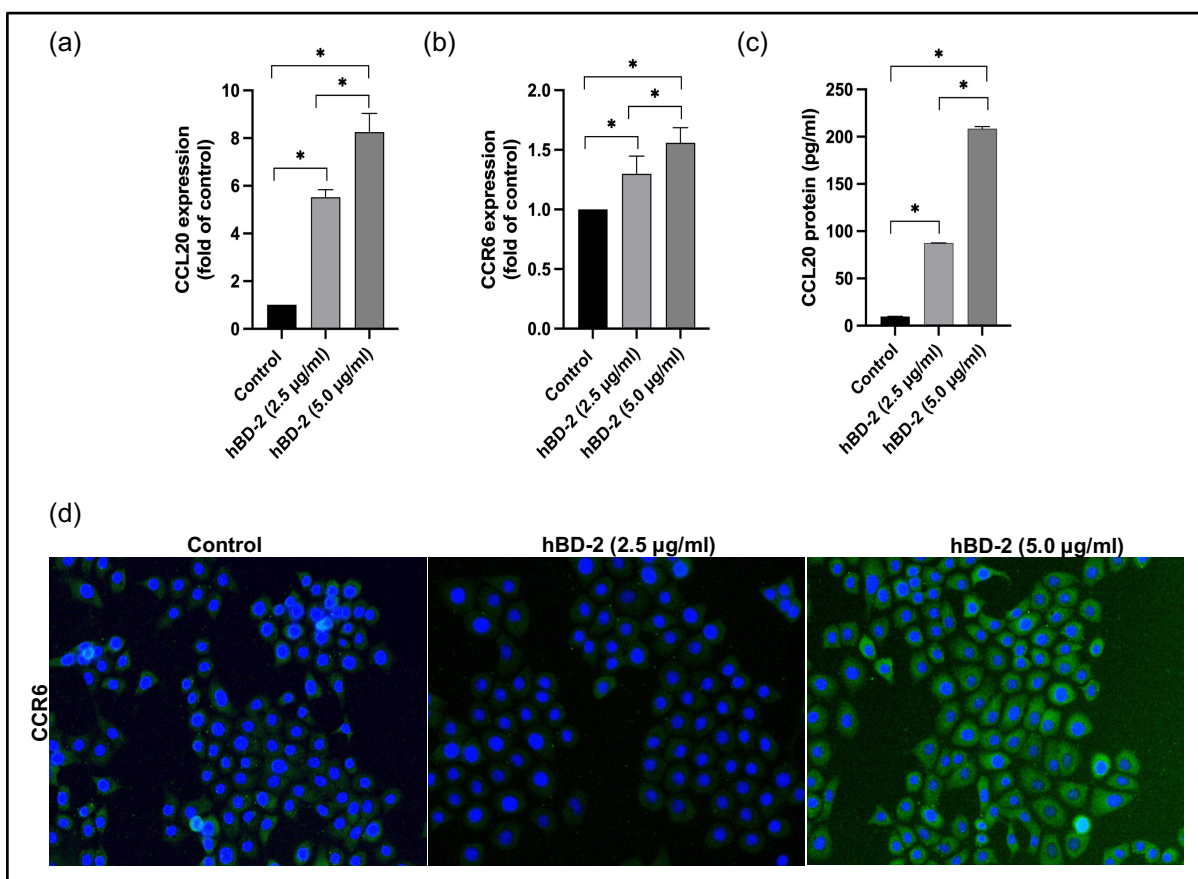 (a)
CCL20 expression
(fold of control)
10
8
6
4
2
0
*
*
*
Control
hBD-2 (2.5 µg/ml)
hBD-2 (5.0 µg/ml)
(b)
CCR6 expression
(fold of control)
2.0
1.5
1.0
0.5
0.0
*
*
*
Control
hBD-2 (2.5 µg/ml)
hBD-2 (5.0 µg/ml)
(c)
CCL20 protein (pg/ml)
250
200
150
100
50
0
*
*
*
Control
hBD-2 (2.5 µg/ml)
hBD-2 (5.0 µg/ml)
(d)
Control
hBD-2 (2.5 µg/ml)
hBD-2 (5.0 µg/ml)
CCR6